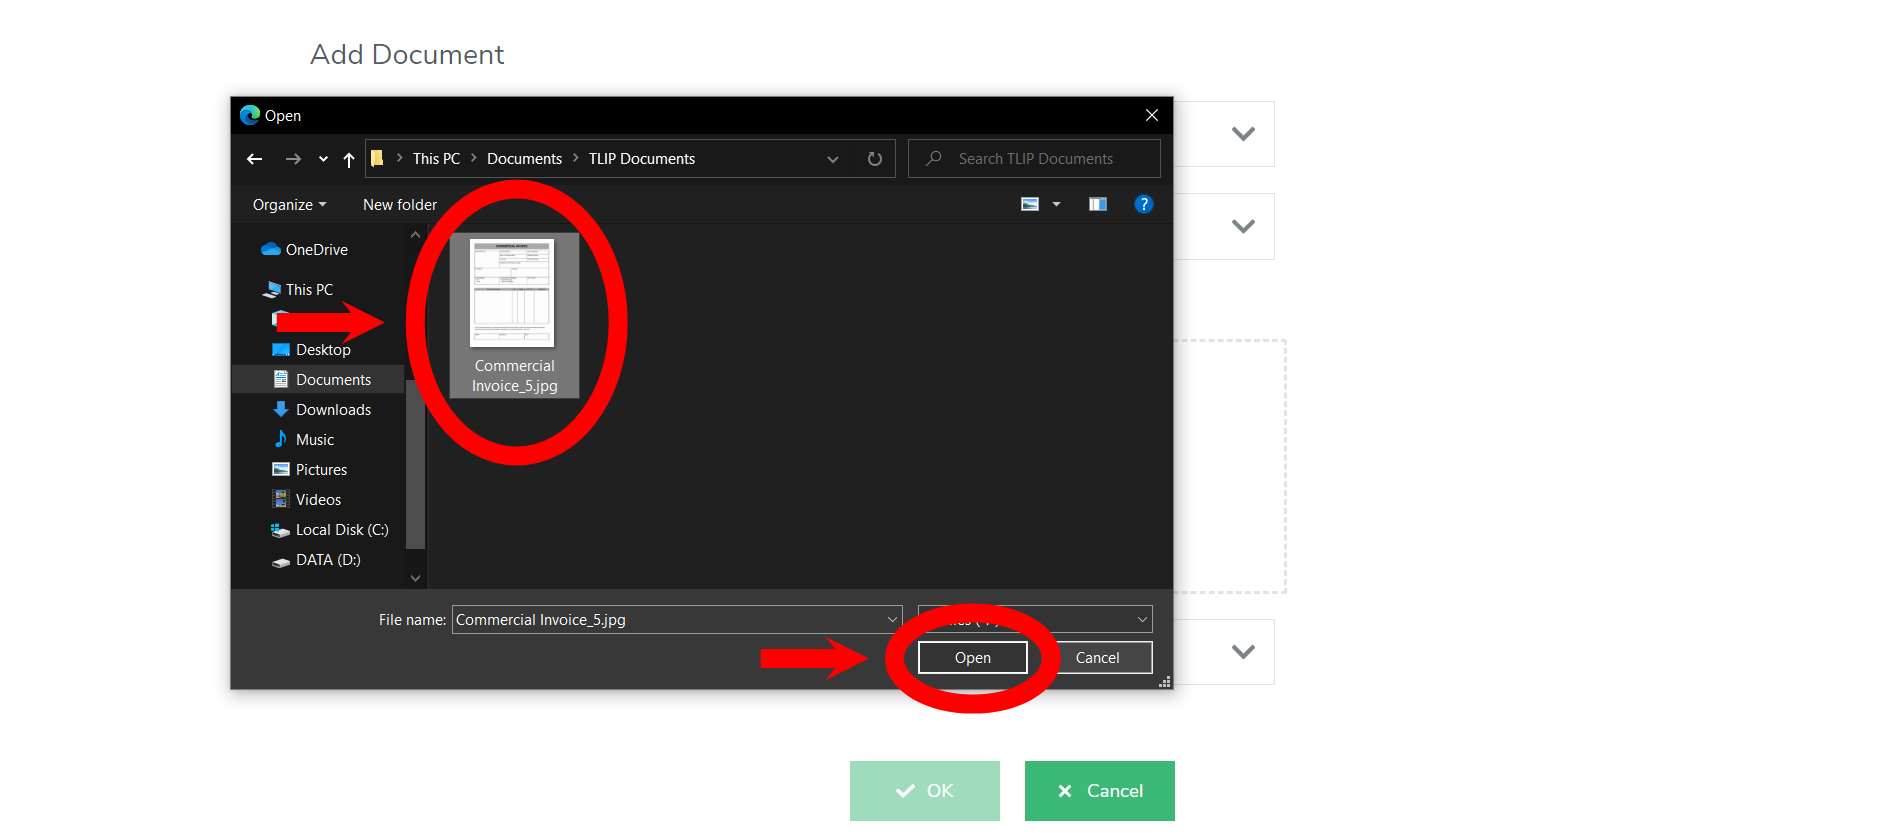 Add Document
Open
This PC > Documents > TLIP Documents
Search TLIP Documents
Organize
New folder
?
OneDrive
This PC
Desktop
Documents
Downloads
Music
Pictures
Videos
Local Disk (C:)
DATA (D:)
COMMERCIAL INVOICE
Commercial
Invoice_5.jpg
File name: Commercial Invoice_5.jpg
Open
Cancel
OK
Cancel